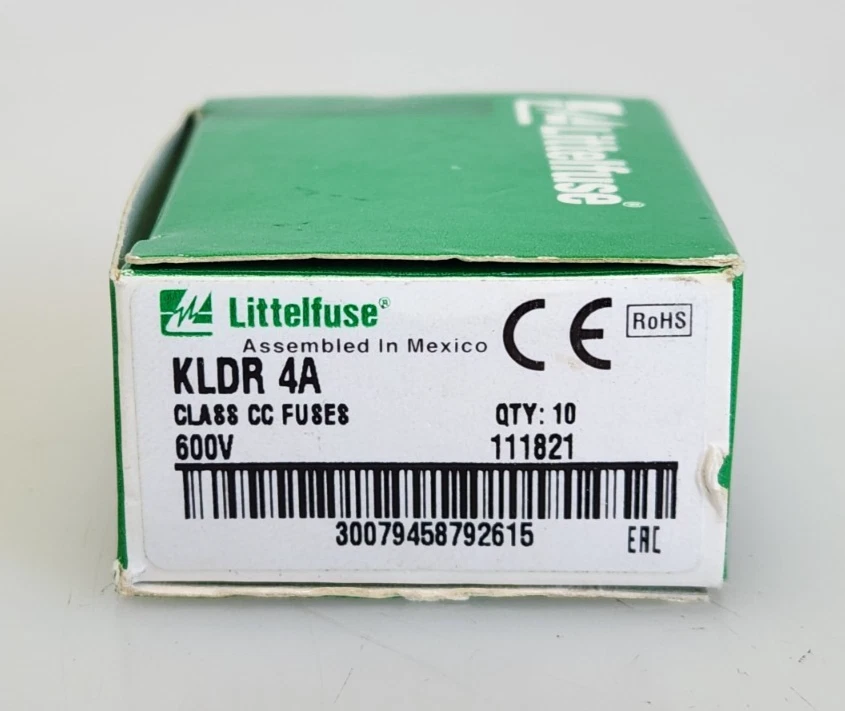 Littelfuse®
Littelfuse®
Assembled In Mexico
CE
RoHS
KLDR 4A
CLASS CC FUSES
QTY: 10
600V
111821
30079458792615
EAC